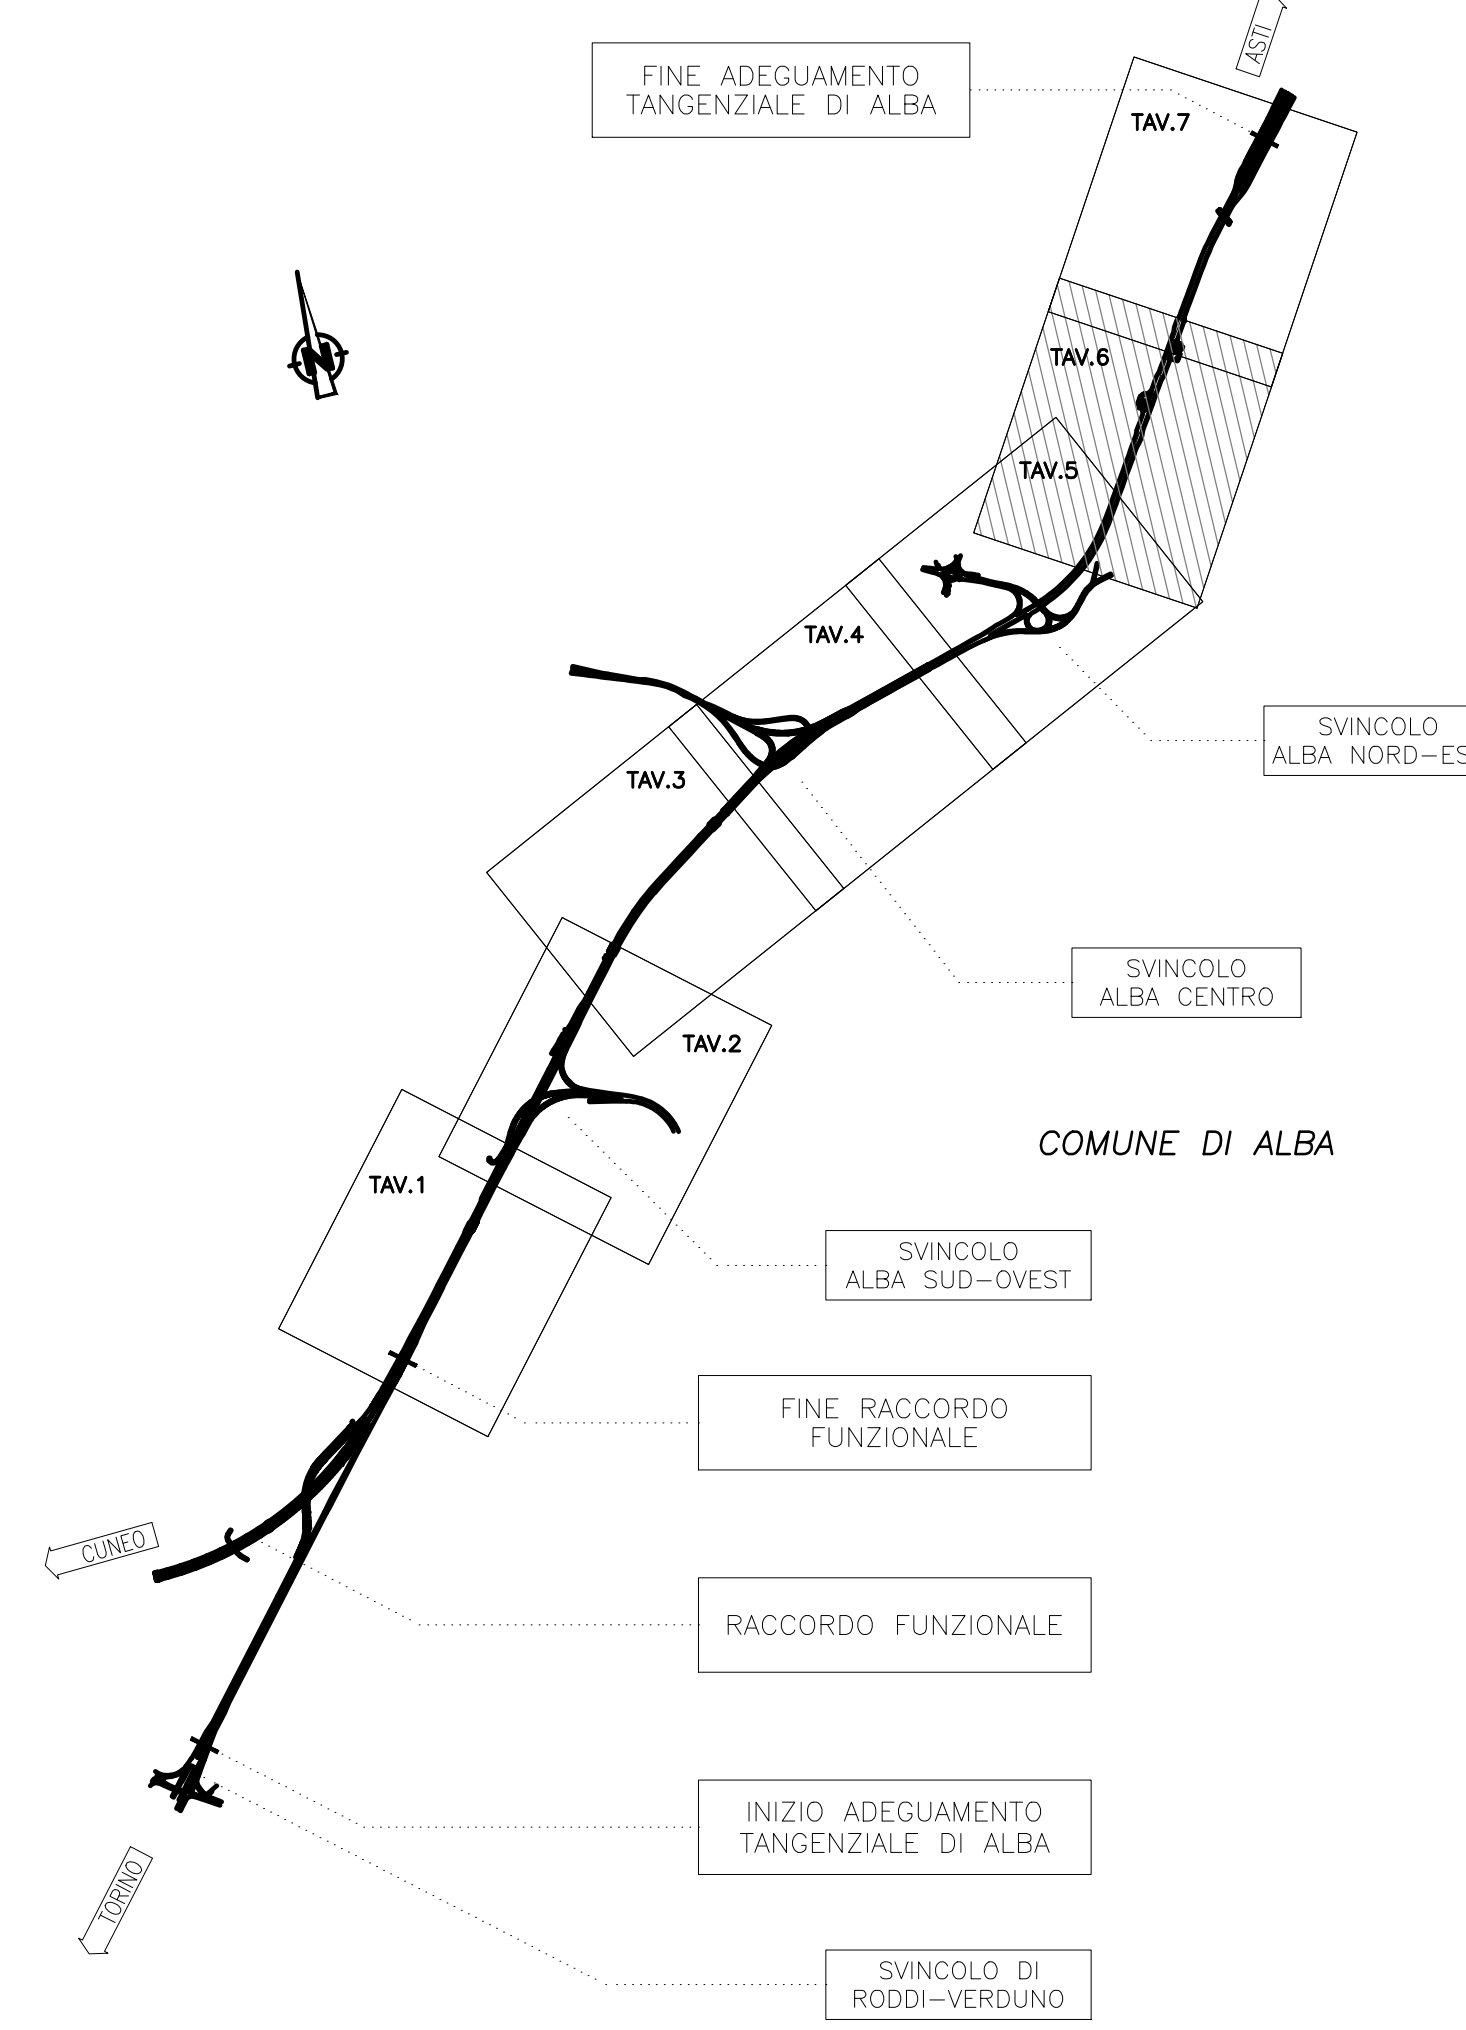 ASTI
FINE ADEGUAMENTO
TANGENZIALE DI ALBA
TAV.7
N
TAV.6
TAV.5
TAV.4
SVINCOLO
ALBA NORD-ES
TAV.3
SVINCOLO
ALBA CENTRO
TAV.2
COMUNE DI ALBA
TAV.1
SVINCOLO
ALBA SUD-OVEST
FINE RACCORDO
FUNZIONALE
CUNEO
RACCORDO FUNZIONALE
INIZIO ADEGUAMENTO
TANGENZIALE DI ALBA
TORINO
SVINCOLO DI
RODDI-VERDUNO